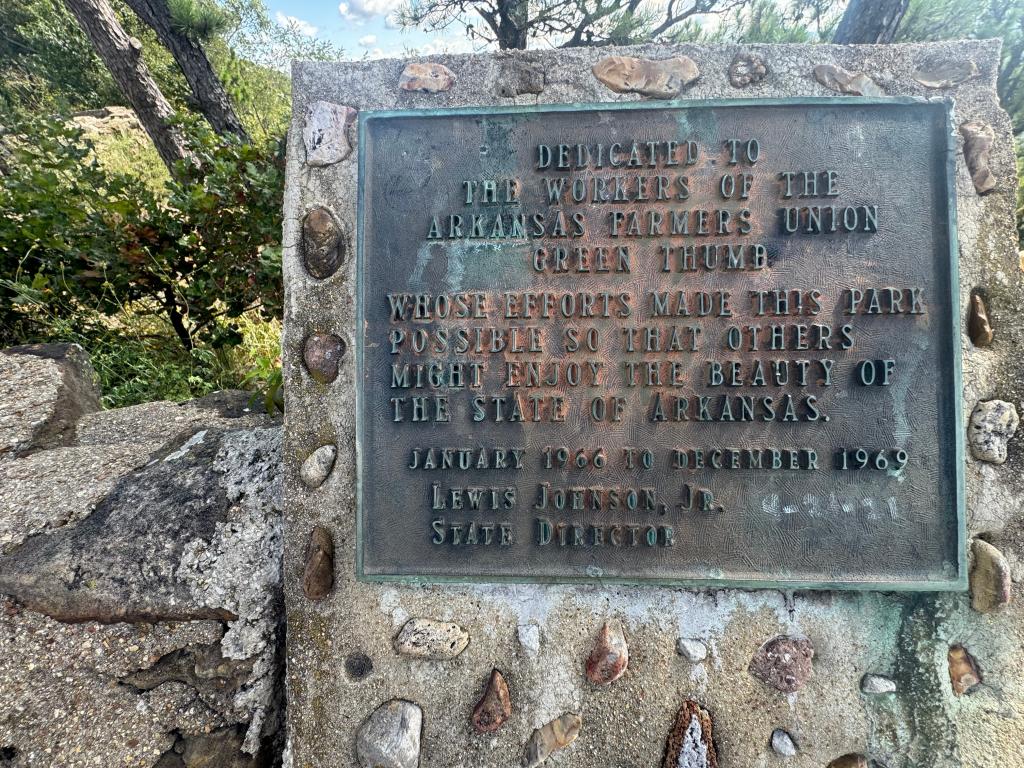 DEDICATED TO
THE WORKERS OF THE
ARKANSAS FARMERS UNION
GREEN THUMB
WHOSE EFFORTS MADE THIS PARK
POSSIBLE SO THAT OTHERS
MIGHT ENJOY THE BEAUTY OF
THE STATE OF ARKANSAS.
JANUARY 1966 TO DECEMBER 1969
LEWIS JOHNSON, JR.
STATE DIRECTOR